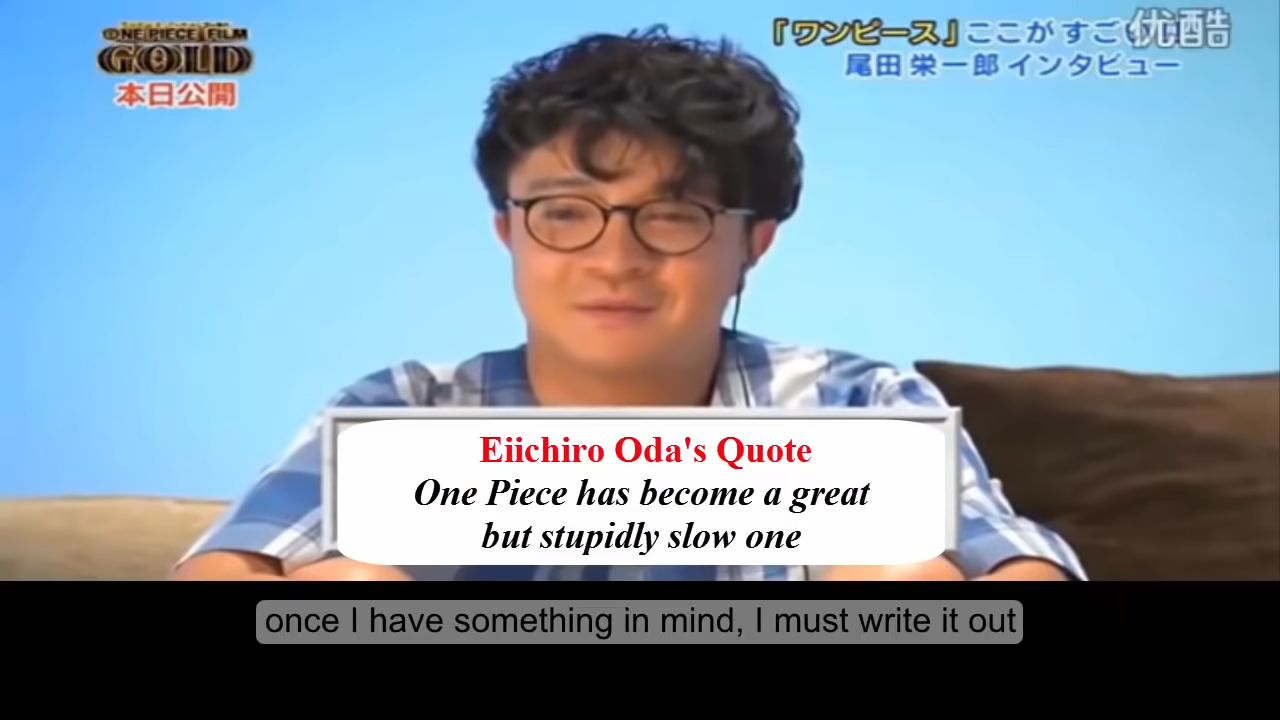 ONE PIECE FILM
GOLD
本日公開
「ワンピース」ここがすご
优酷
尾田栄一郎インタビュー
Eiichiro Oda's Quote
One Piece has become a great
but stupidly slow one
once I have something in mind, I must write it out